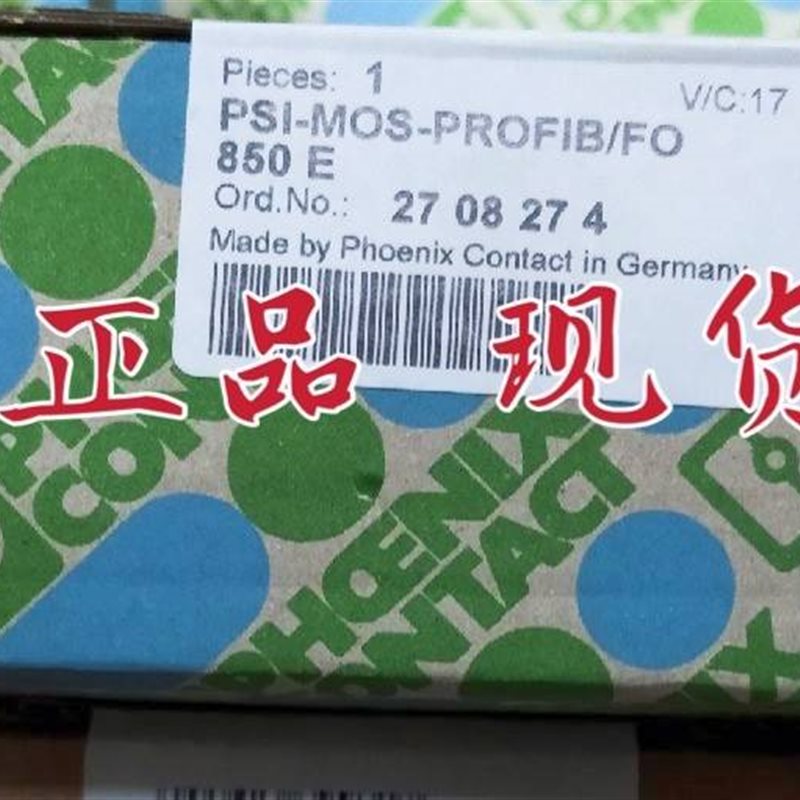 Pieces: 1
V/C:17
PSI-MOS-PROFIB/FO
850 E
Ord.No.: 27 08 27 4
Made by Phoenix Contact in Germany
正品 现货
PHŒNIX
CONTACT